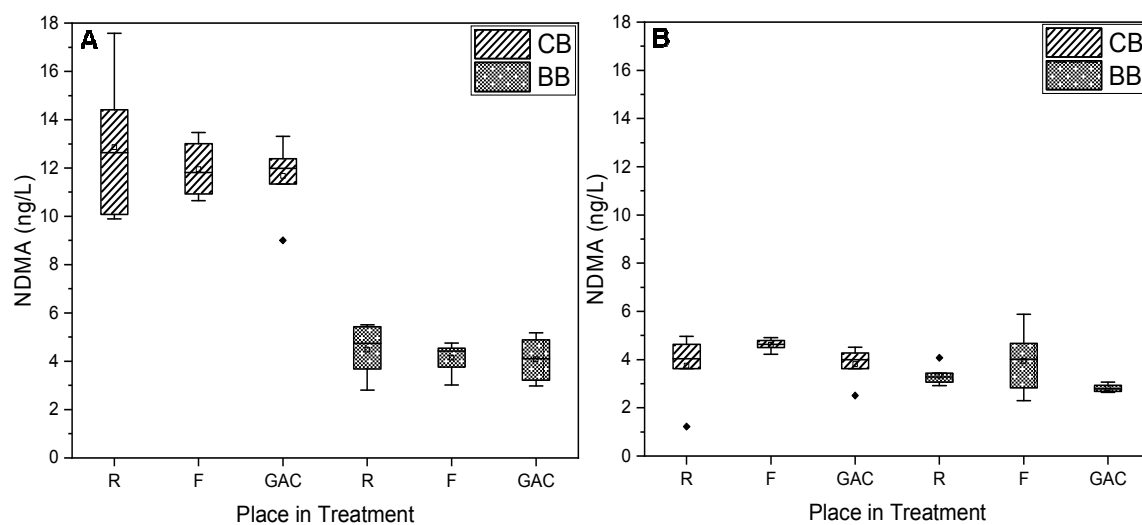 A
CB
BB
NDMA (ng/L)
18
16
14
12
10
8
6
4
2
0
R F GAC R F GAC
Place in Treatment
B
CB
BB
NDMA (ng/L)
18
16
14
12
10
8
6
4
2
0
R F GAC R F GAC
Place in Treatment